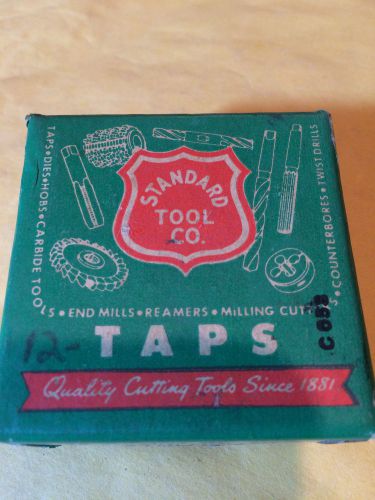 TAPS•DIES•HOBS•CARBIDE TOOLS•END MILLS•REAMERS•MILLING CUTTERS•COUNTERBORES•TWIST DRILLS
STANDARD
TOOL
CO.
12-
TAPS
C 058
Quality Cutting Tools Since 1881